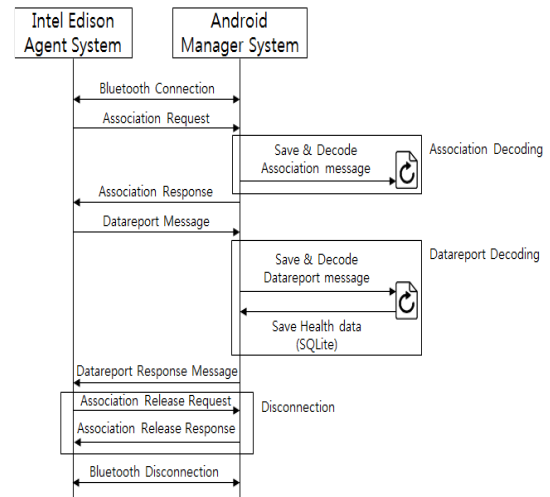 Intel Edison
Agent System
Android
Manager System
Bluetooth Connection
Association Request
Save & Decode
Association message
Association Decoding
Association Response
Datareport Message
Save & Decode
Datareport message
Datareport Decoding
Save Health data
(SQLite)
Datareport Response Message
Association Release Request
Disconnection
Association Release Response
Bluetooth Disconnection